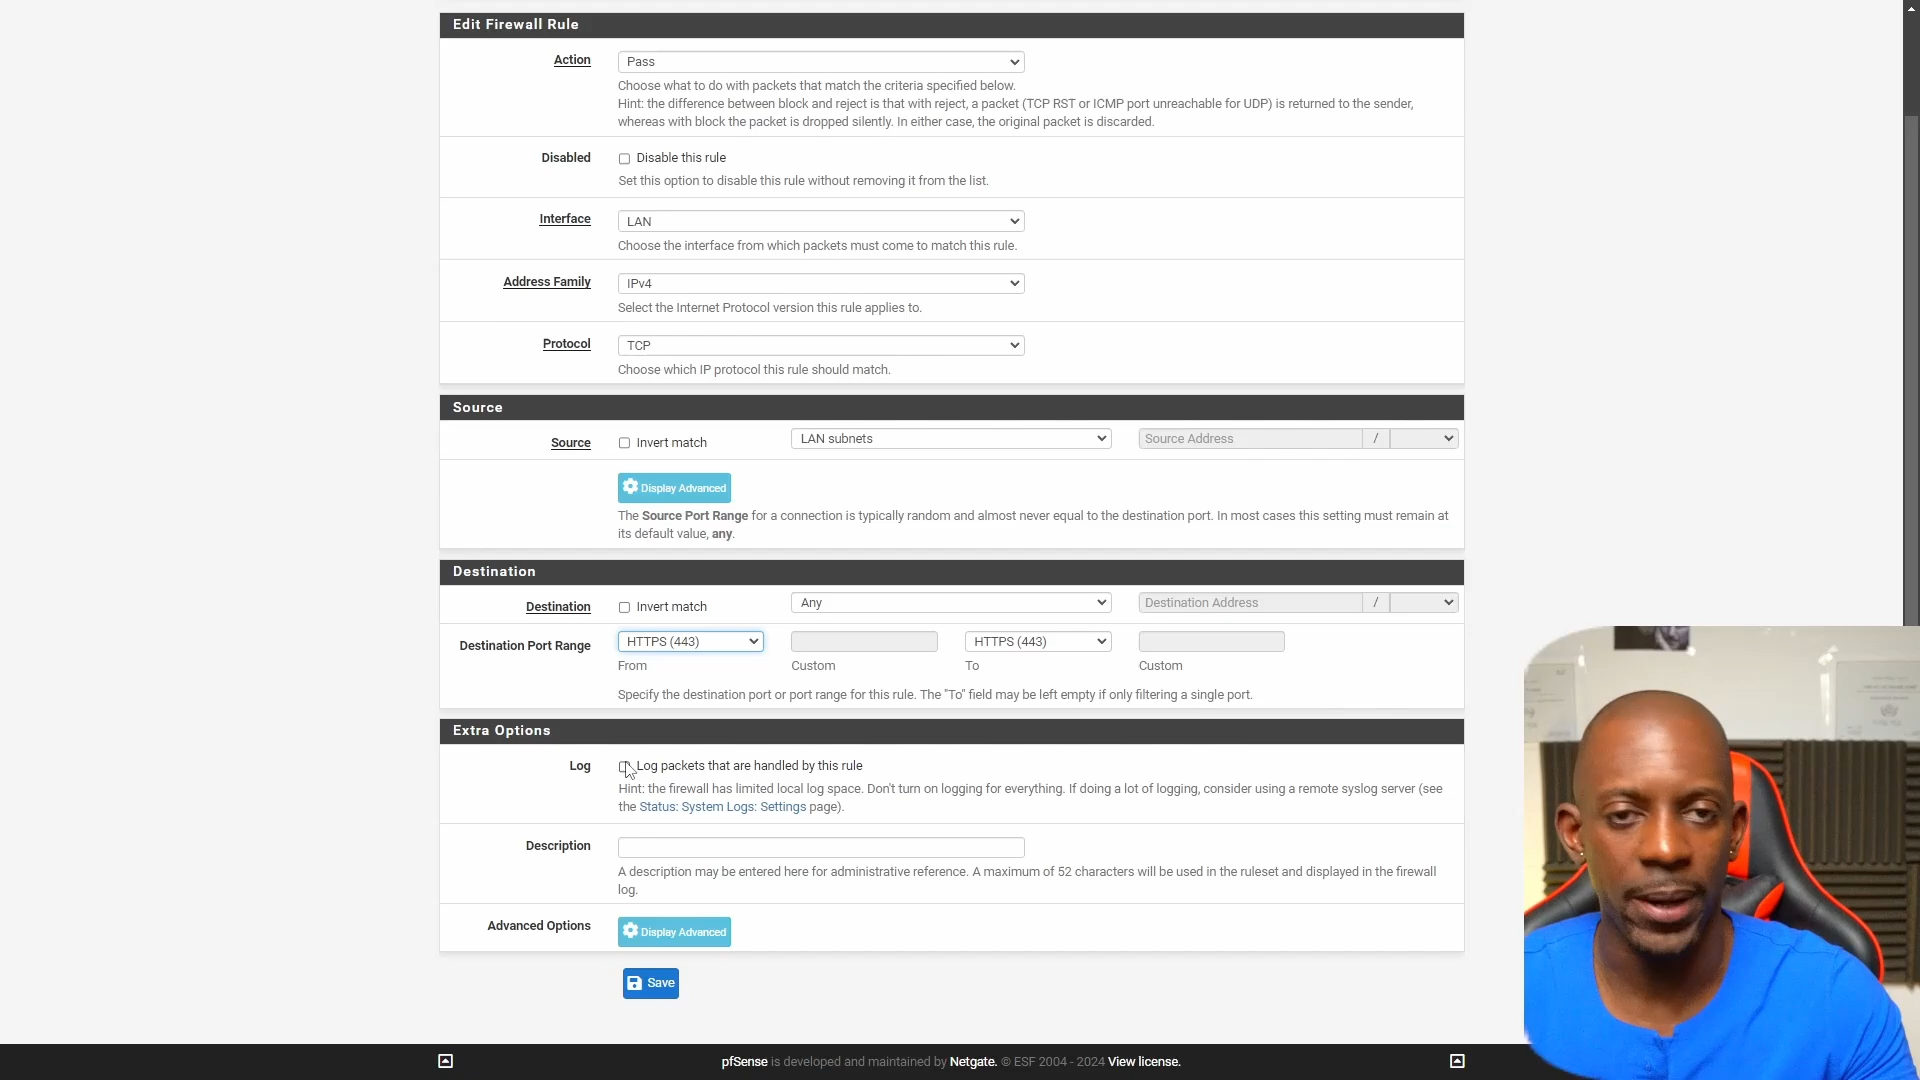 Edit Firewall Rule
Action
Pass
Choose what to do with packets that match the criteria specified below.
Hint: the difference between block and reject is that with reject, a packet (TCP RST or ICMP port unreachable for UDP) is returned to the sender,
whereas with block the packet is dropped silently. In either case, the original packet is discarded.
Disabled
Disable this rule
Set this option to disable this rule without removing it from the list.
Interface
LAN
Choose the interface from which packets must come to match this rule.
Address Family
IPv4
Select the Internet Protocol version this rule applies to.
Protocol
TCP
Choose which IP protocol this rule should match.
Source
Source Invert match LAN subnets Source Address /
Display Advanced
The Source Port Range for a connection is typically random and almost never equal to the destination port. In most cases this setting must remain at
its default value, any.
Destination
Destination Invert match Any Destination Address /
Destination Port Range HTTPS (443) HTTPS (443)
From Custom To Custom
Specify the destination port or port range for this rule. The "To" field may be left empty if only filtering a single port.
Extra Options
Log Log packets that are handled by this rule
Hint: the firewall has limited local log space. Don't turn on logging for everything. If doing a lot of logging, consider using a remote syslog server (see
the Status: System Logs: Settings page).
Description
A description may be entered here for administrative reference. A maximum of 52 characters will be used in the ruleset and displayed in the firewall
log.
Advanced Options Display Advanced
Save
pfSense is developed and maintained by Netgate. © ESF 2004 - 2024 View license.